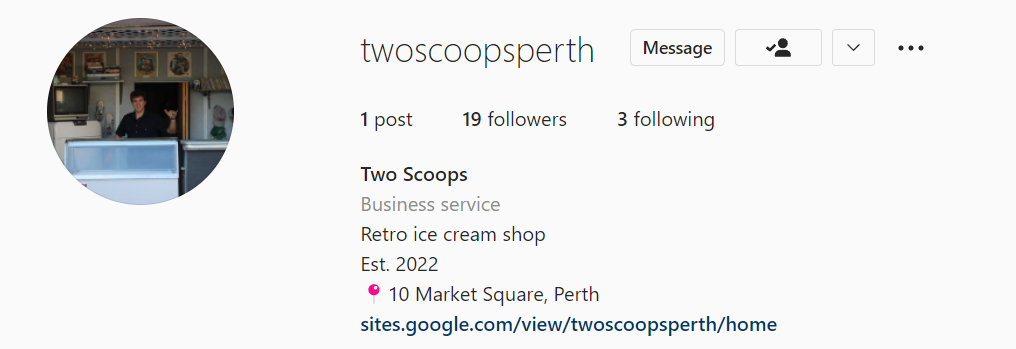 twoscoopsperth Message
1 post 19 followers 3 following
Two Scoops
Business service
Retro ice cream shop
Est. 2022
10 Market Square, Perth
sites.google.com/view/twoscoopsperth/home